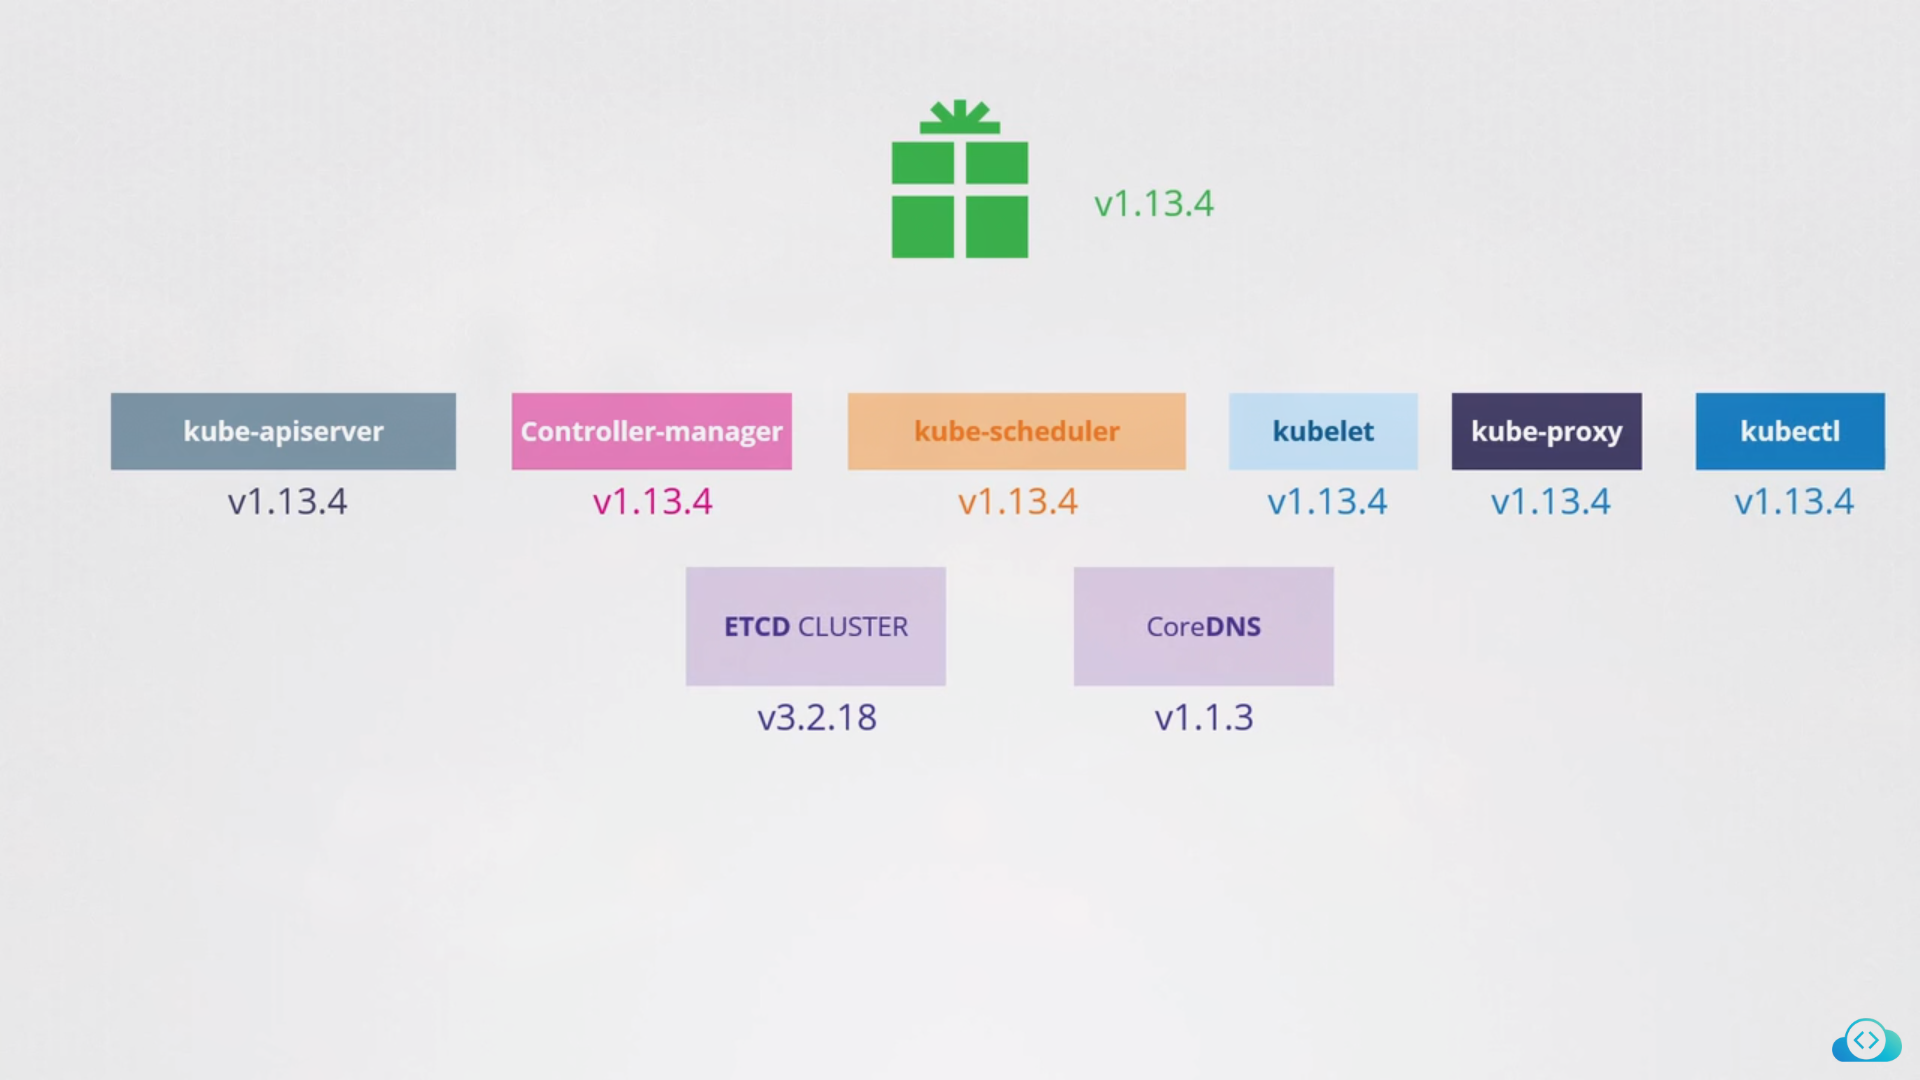 v1.13.4
kube-apiserver
Controller-manager
kube-scheduler
kubelet
kube-proxy
kubectl
v1.13.4
v1.13.4
v1.13.4
v1.13.4
v1.13.4
v1.13.4
ETCD CLUSTER
CoreDNS
v3.2.18
v1.1.3